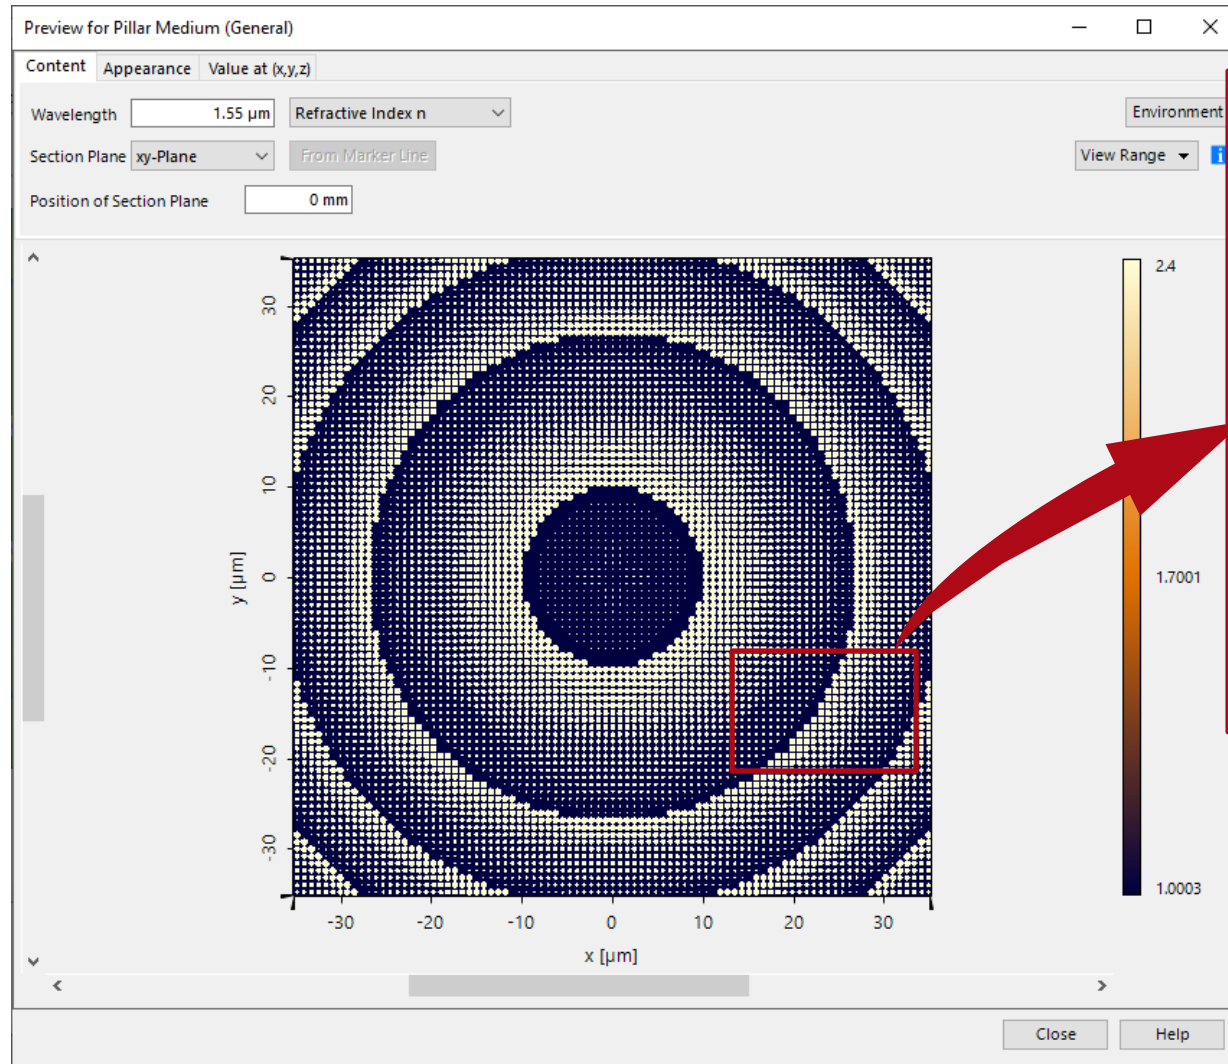 Preview for Pillar Medium (General)
Content Appearance Value at (x,y,z)
Wavelength 1.55 µm Refractive Index n Environment
Section Plane xy-Plane From Marker Line View Range i
Position of Section Plane 0 mm
2.4
1.7001
1.0003
y [µm]
30
20
10
0
-10
-20
-30
-30 -20 -10 0 10 20 30
x [µm]
Close Help